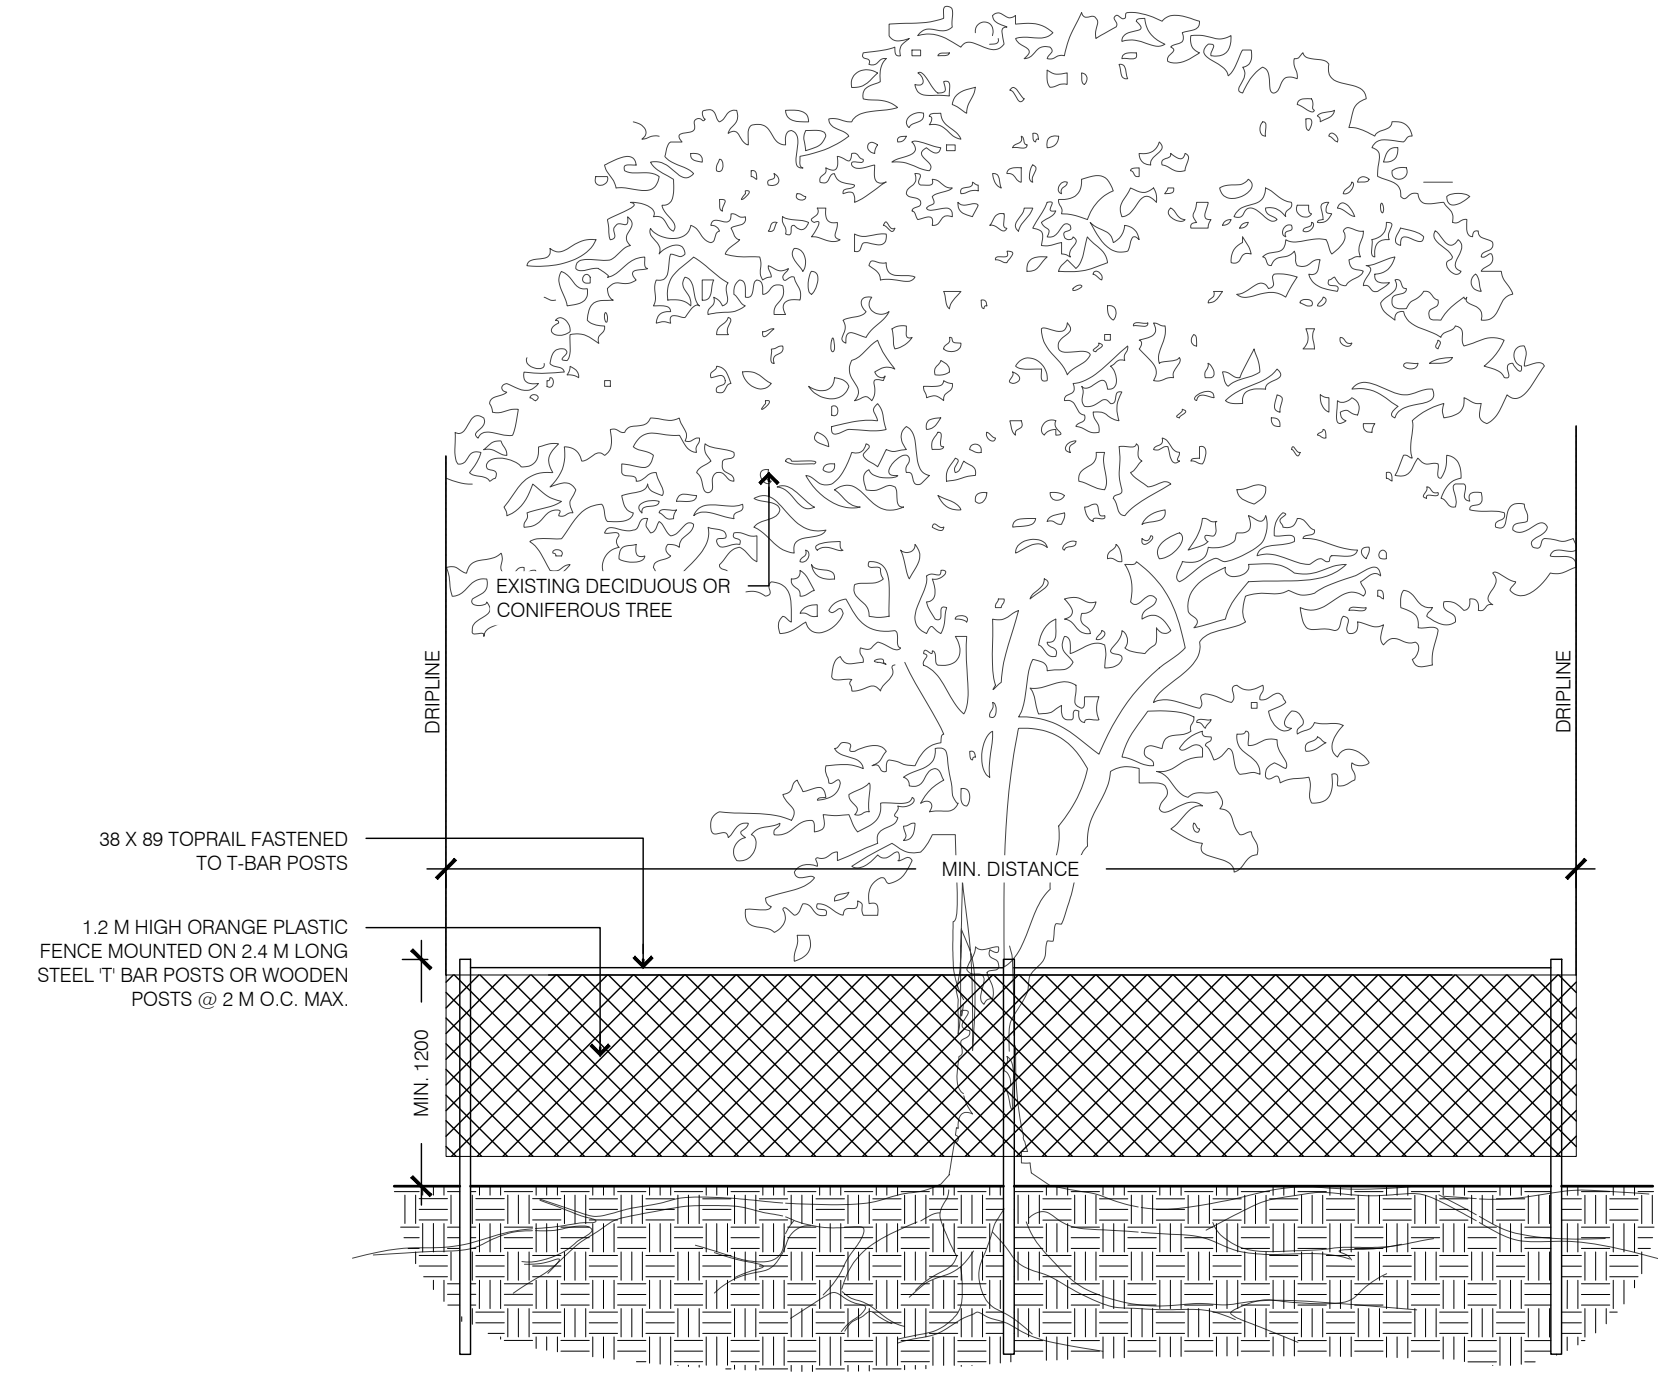 EXISTING DECIDUOUS OR
CONIFEROUS TREE
DRIPLINE
DRIPLINE
38 X 89 TOPRAIL FASTENED
TO T-BAR POSTS
MIN. DISTANCE
1.2 M HIGH ORANGE PLASTIC
FENCE MOUNTED ON 2.4 M LONG
STEEL 'T' BAR POSTS OR WOODEN
POSTS @ 2 M O.C. MAX.
MIN. 1200